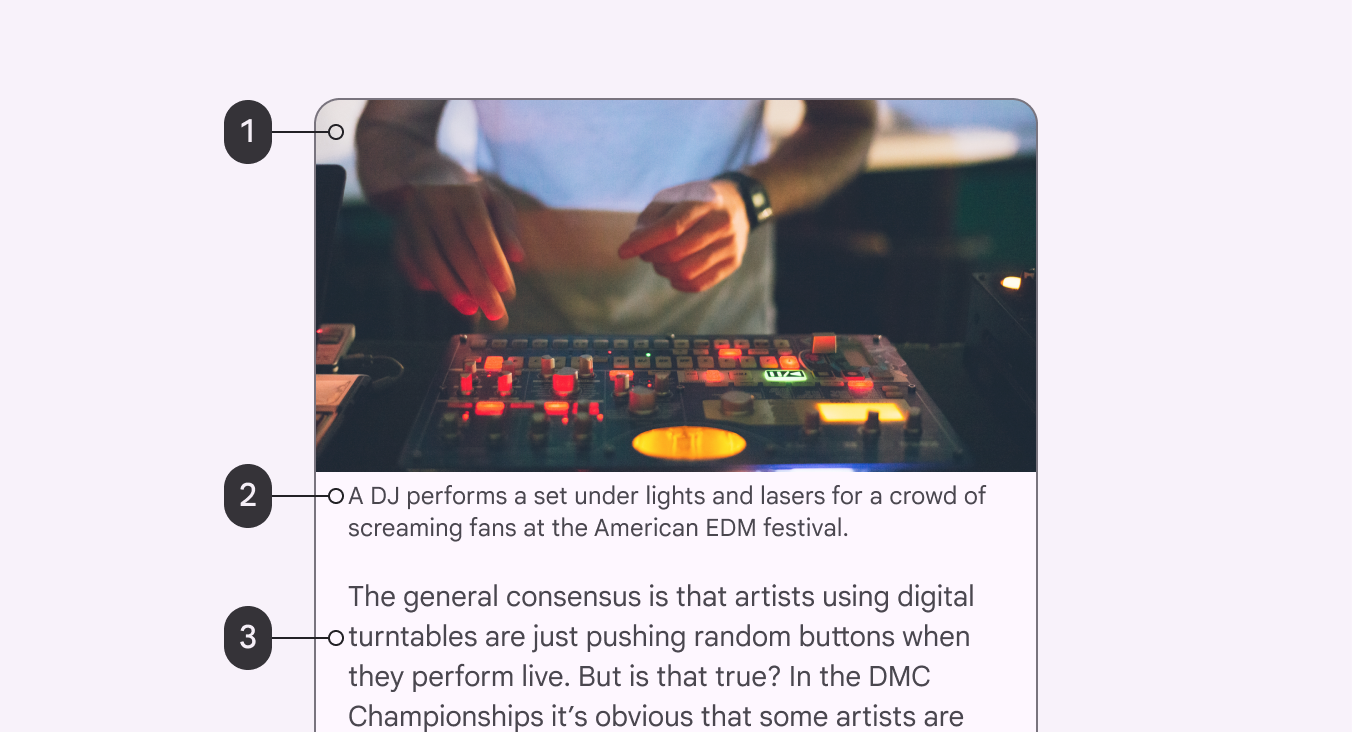 1
2
A DJ performs a set under lights and lasers for a crowd of
screaming fans at the American EDM festival.
The general consensus is that artists using digital
3
turntables are just pushing random buttons when
they perform live. But is that true? In the DMC
Championships it’s obvious that some artists are